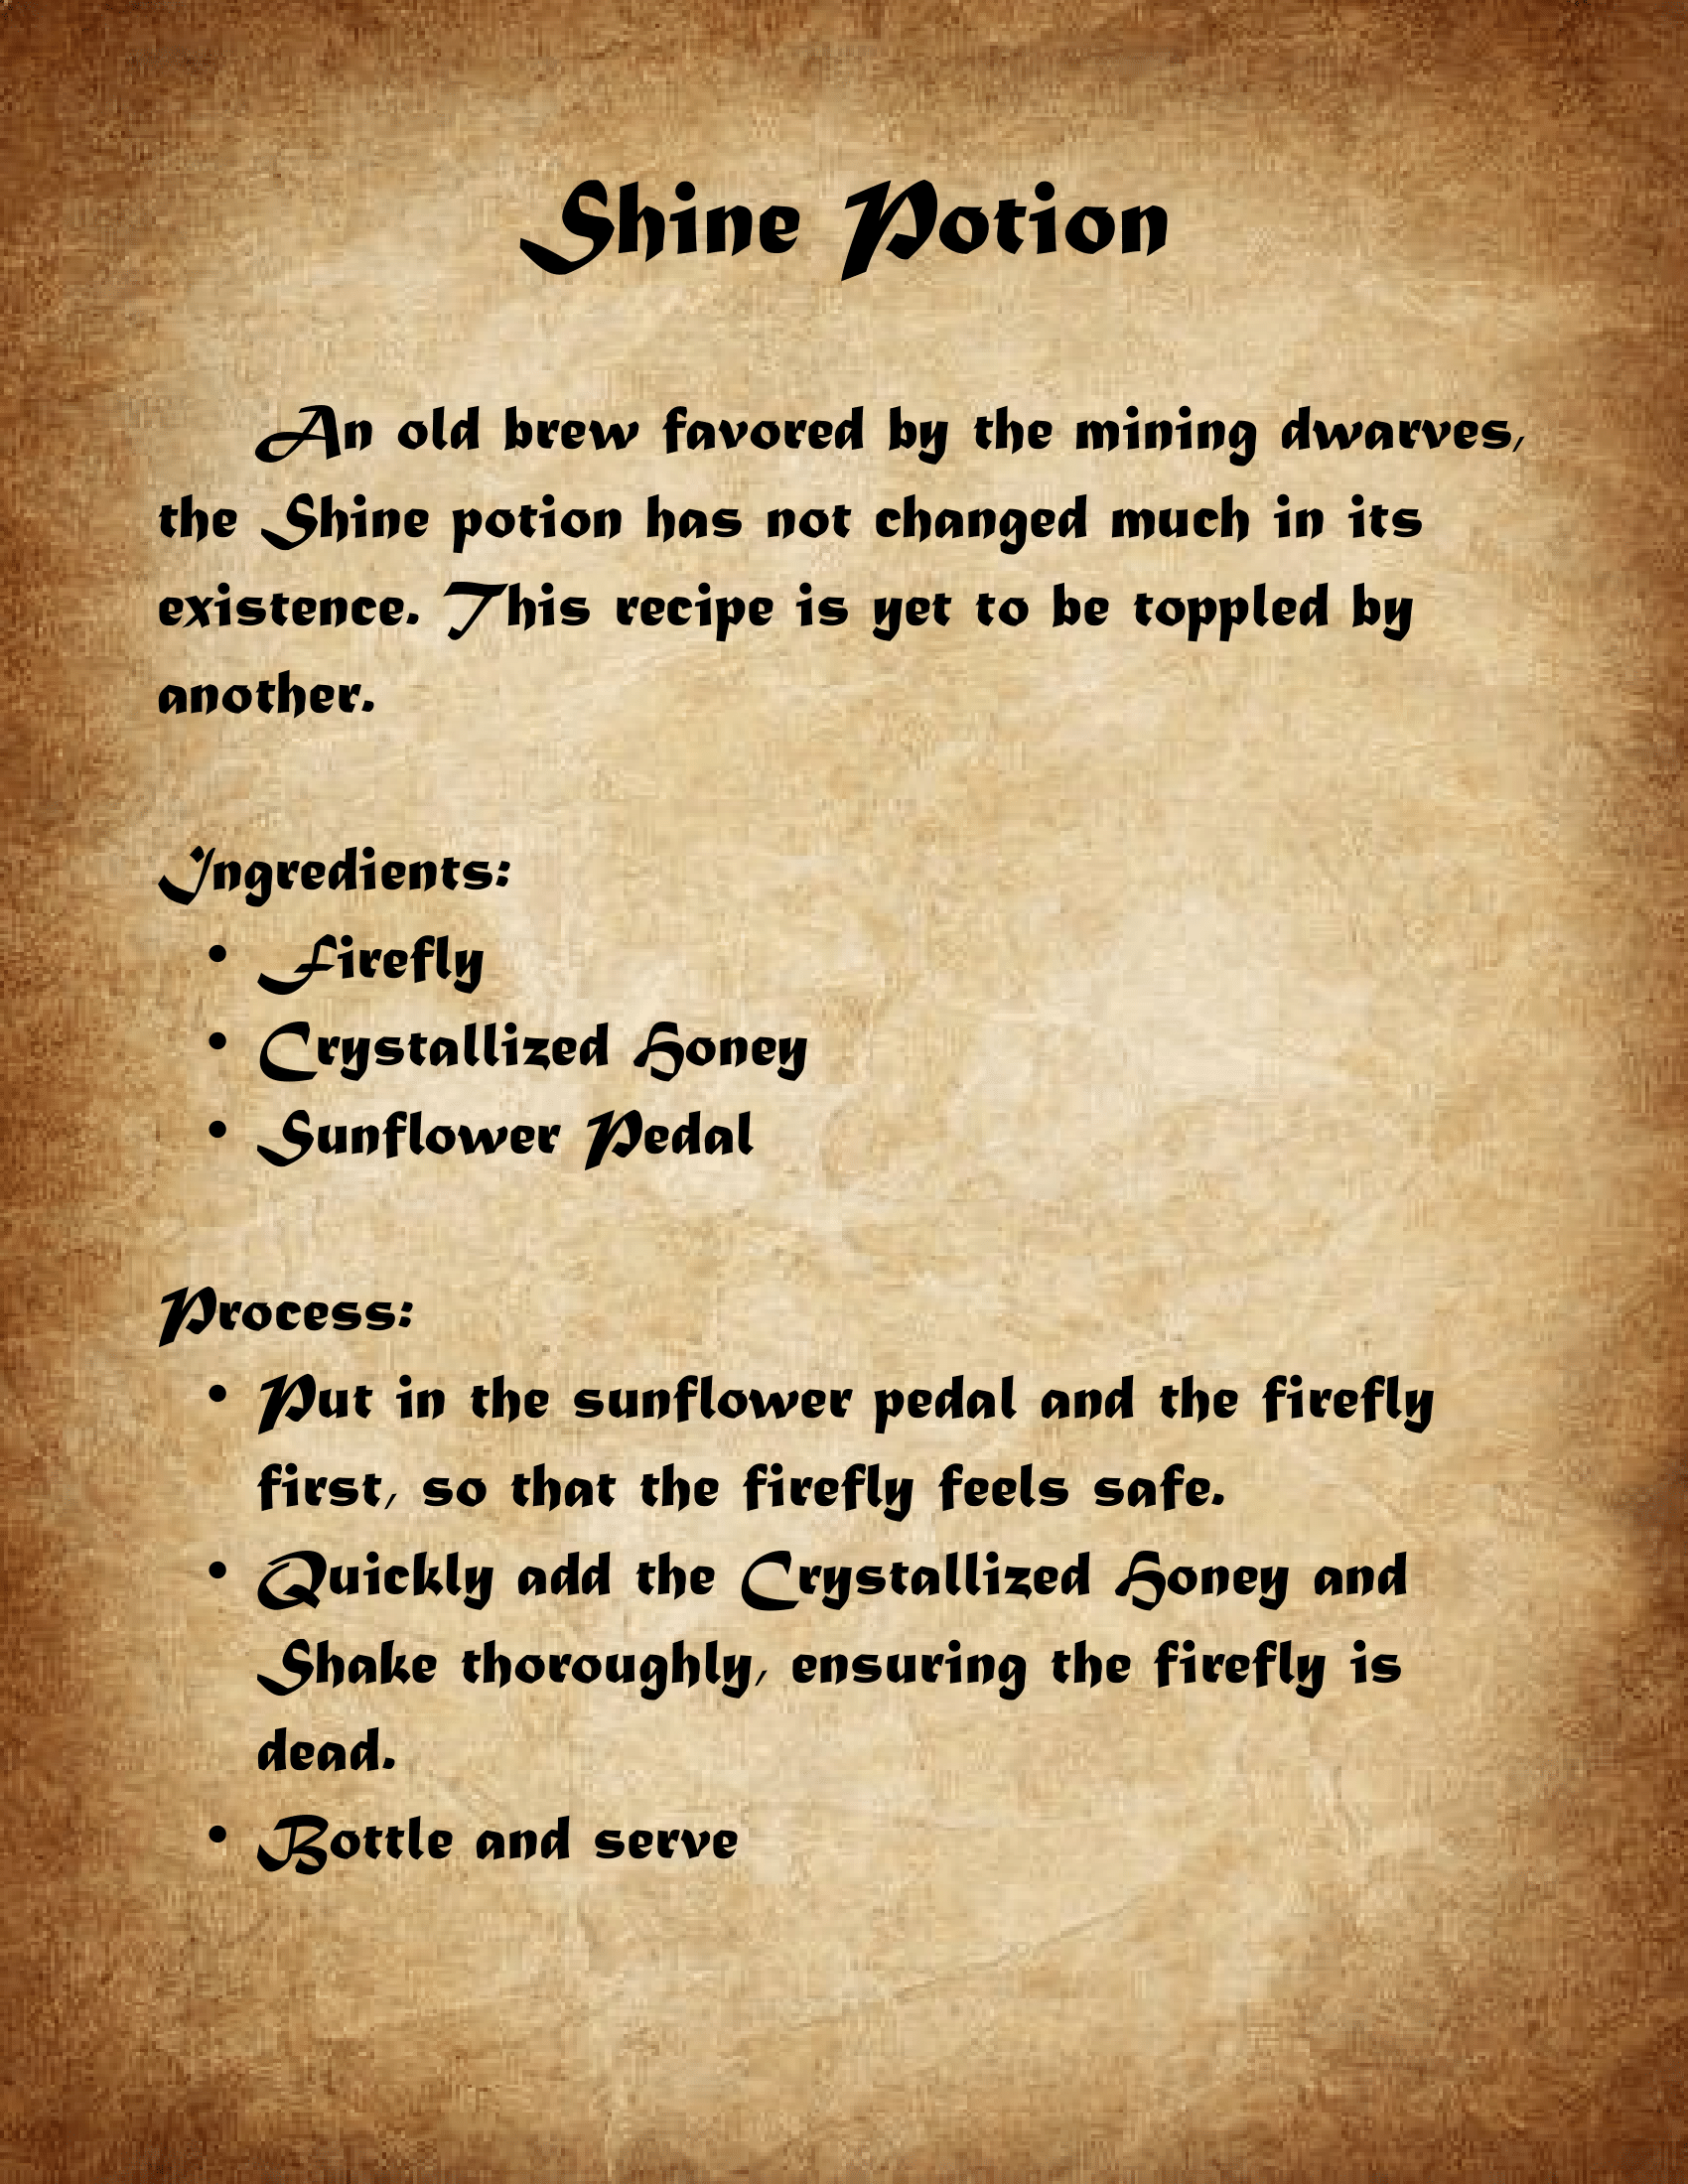 Shine Potion
An old brew favored by the mining dwarves,
the Shine potion has not changed much in its
existence. This recipe is yet to be toppled by
another.
Ingredients:
• Firefly
• Crystallized Honey
• Sunflower Pedal
Process:
• Put in the sunflower pedal and the firefly
first, so that the firefly feels safe.
• Quickly add the Crystallized Honey and
Shake thoroughly, ensuring the firefly is
dead.
• Bottle and serve